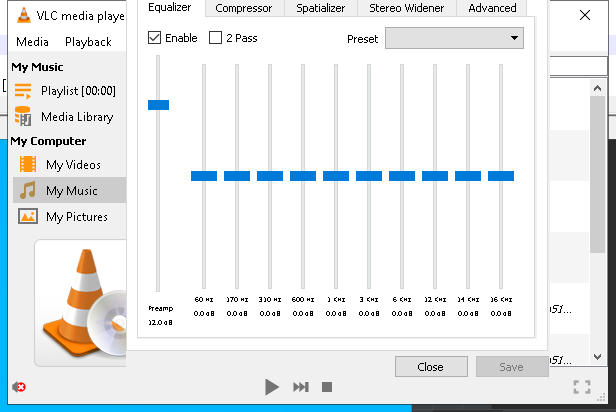 VLC media playe
Media Playback
My Music
Playlist [00:00]
Media Library
My Computer
My Videos
My Music
My Pictures
Equalizer Compressor Spatializer Stereo Widener Advanced
Enable 2 Pass Preset
Preamp
12.0 dB
60 Hz 170 Hz 310 Hz 600 Hz 1 KHz 3 KHz 6 KHz 12 KHz 14 KHz 16 KHz
0.0 dB 0.0 dB 0.0 dB 0.0 dB 0.0 dB 0.0 dB 0.0 dB 0.0 dB 0.0 dB 0.0 dB
Close Save